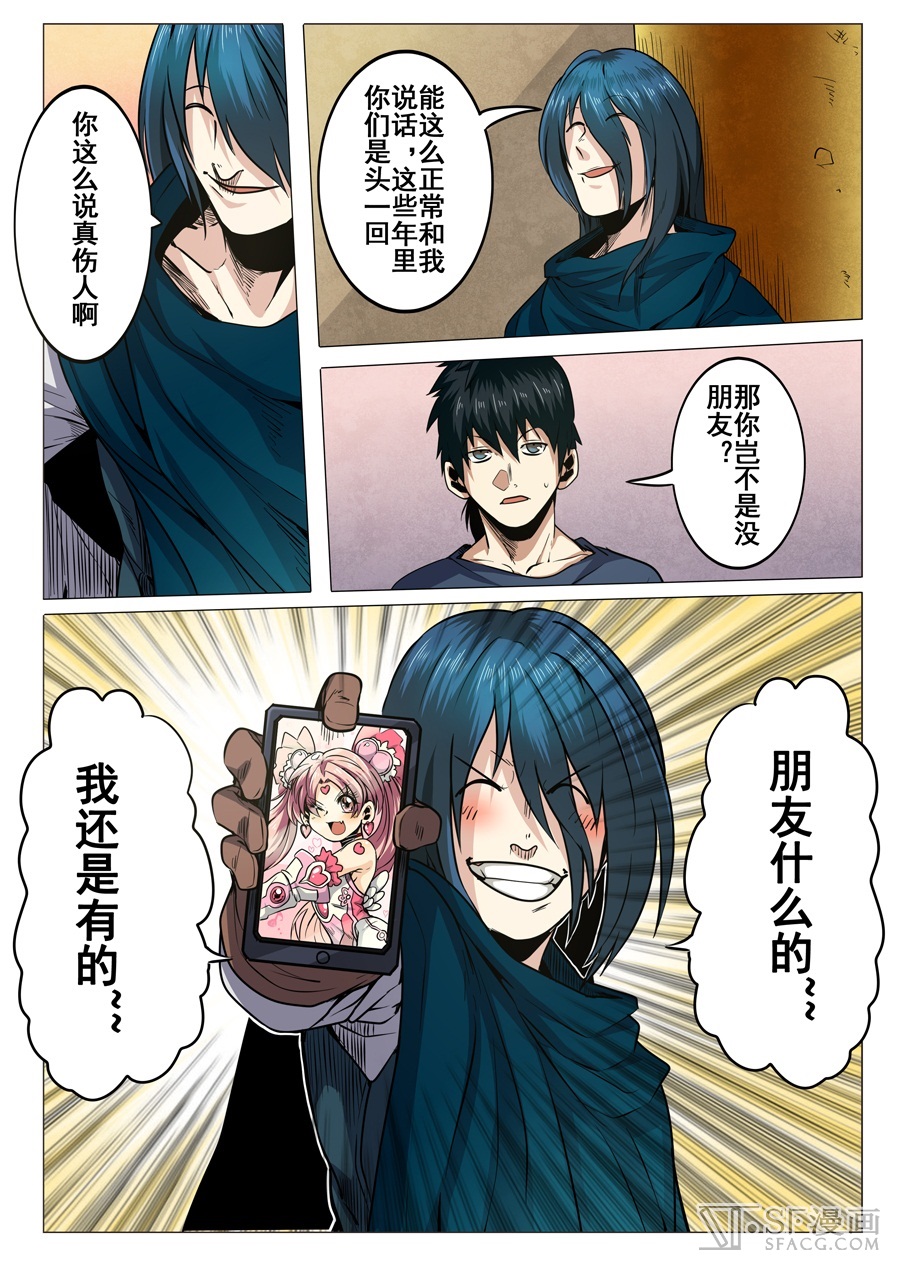 能这么正常和我
说话，这些年里
你们是头一回
那你岂不是没
朋友？
你这么说真伤人啊
朋友什么的~~
我还是有的~~
SF漫画
SFACG.COM